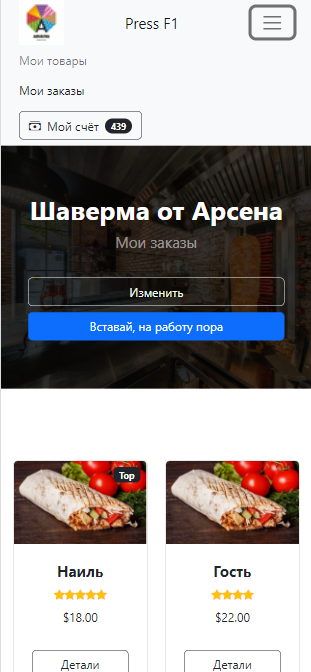 Press F1
Мои товары
Мои заказы
Мой счёт 439
Шаверма от Арсена
Мои заказы
Изменить
Вставай, на работу пора
Top
Наиль
$18.00
Детали
Гость
$22.00
Детали